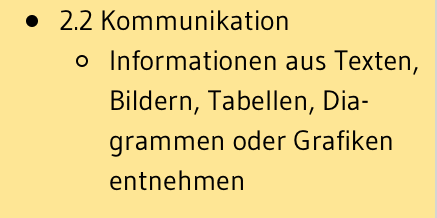 ● 2.2 Kommunikation
○ Informationen aus Texten,
Bildern, Tabellen, Dia-
grammen oder Grafiken
entnehmen